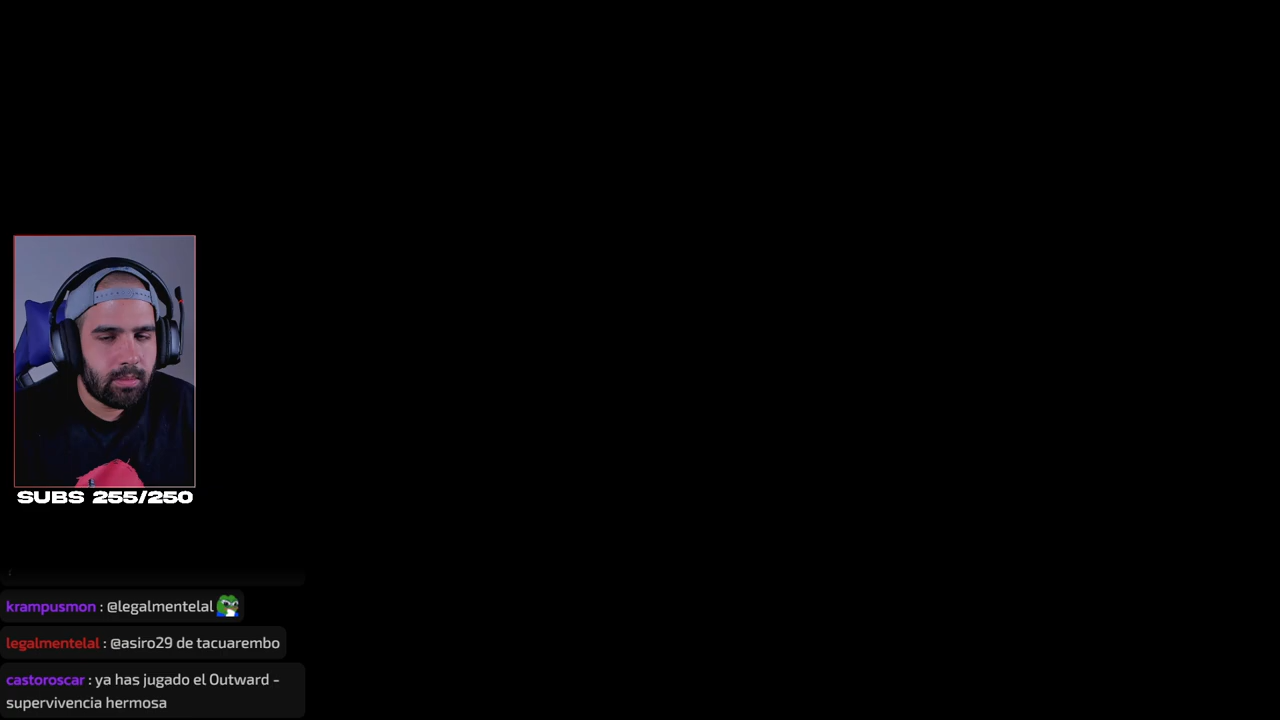 SUBS 255/250
krampusmon : @legalmentelal
legalmentelal : @asiro29 de tacuarembo
castoroscar : ya has jugado el Outward -
supervivencia hermosa